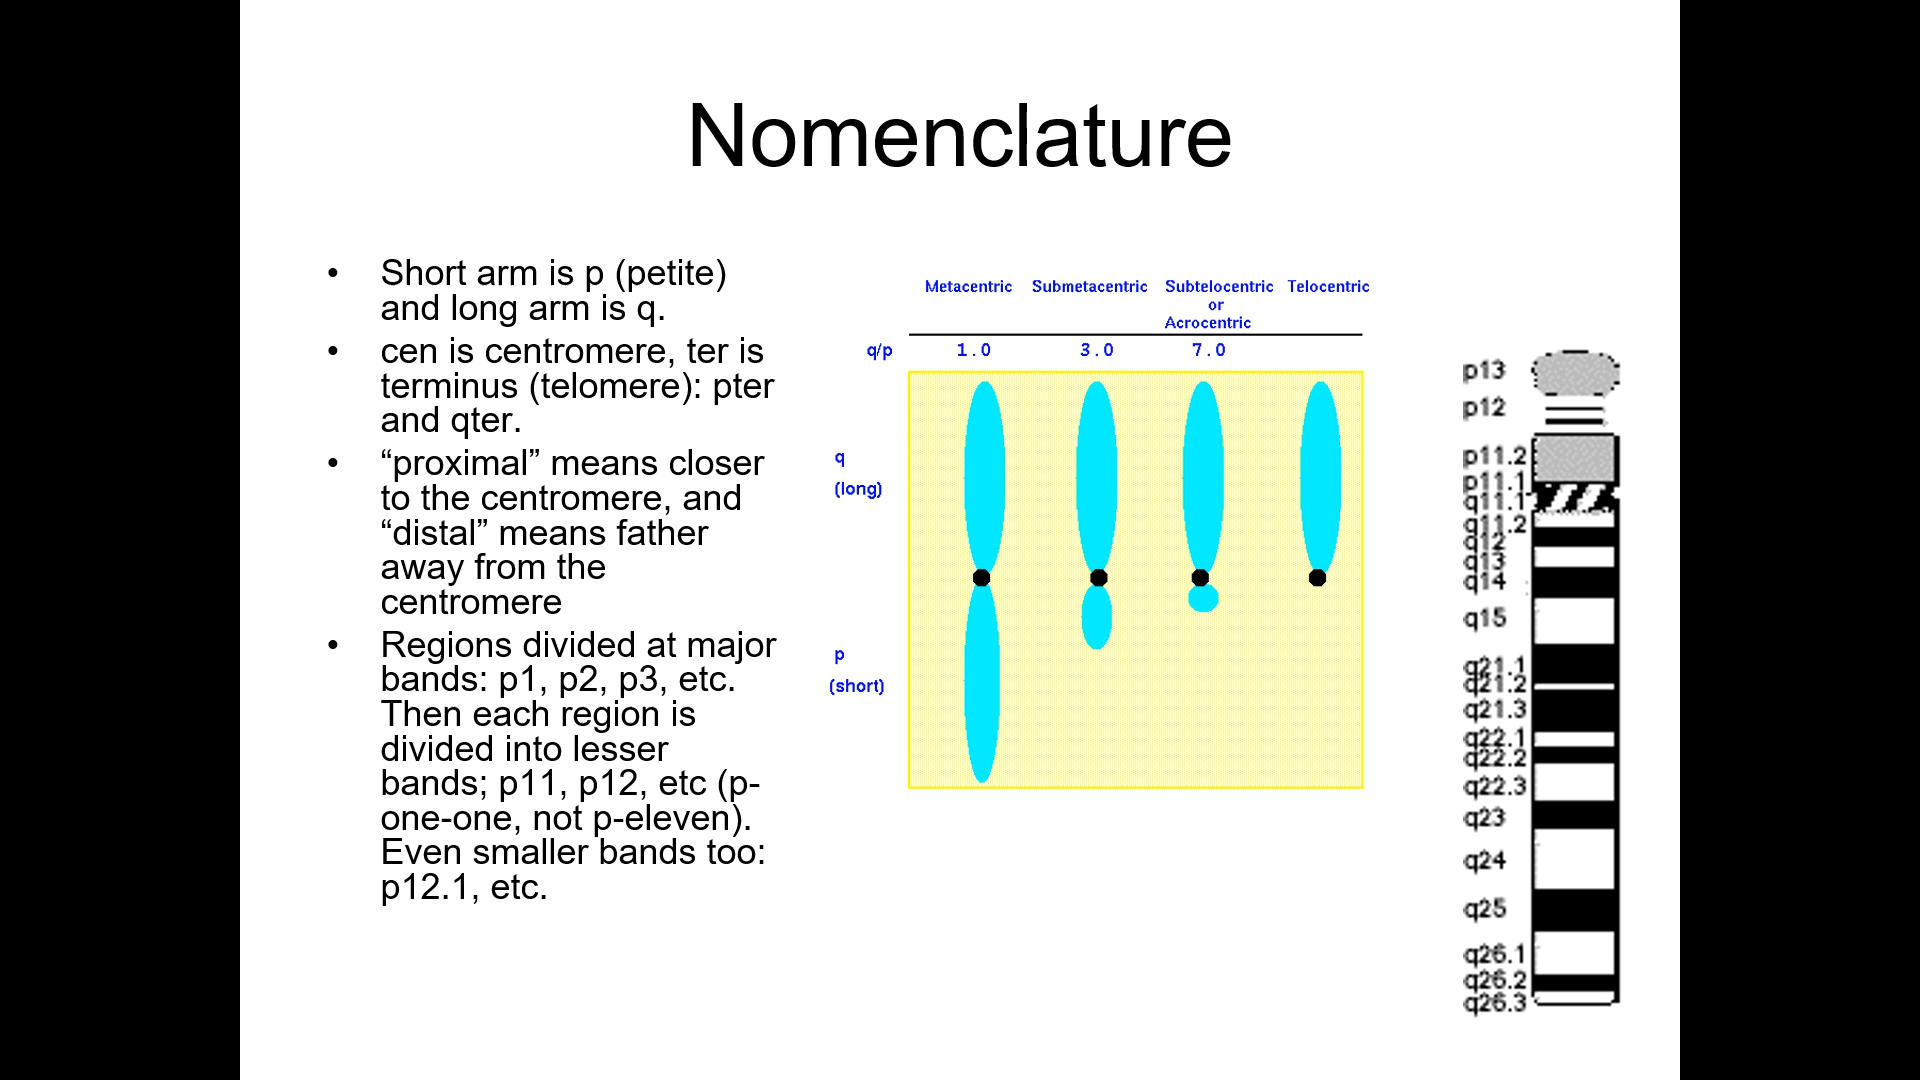 Nomenclature
• Short arm is p (petite)
and long arm is q.
• cen is centromere, ter is
terminus (telomere): pter
and qter.
• “proximal” means closer
to the centromere, and
“distal” means father
away from the
centromere
• Regions divided at major
bands: p1, p2, p3, etc.
Then each region is
divided into lesser
bands; p11, p12, etc (p-
one-one, not p-eleven).
Even smaller bands too:
p12.1, etc.
Metacentric Submetacentric Subtelocentric Telocentric
or
Acrocentric
q/p 1.0 3.0 7.0
q
(long)
p
(short)
p13
p12
p11.2
p11.1
q11.1
q11.2
q12
q13
q14
q15
q21.1
q21.2
q21.3
q22.1
q22.2
q22.3
q23
q24
q25
q26.1
q26.2
q26.3